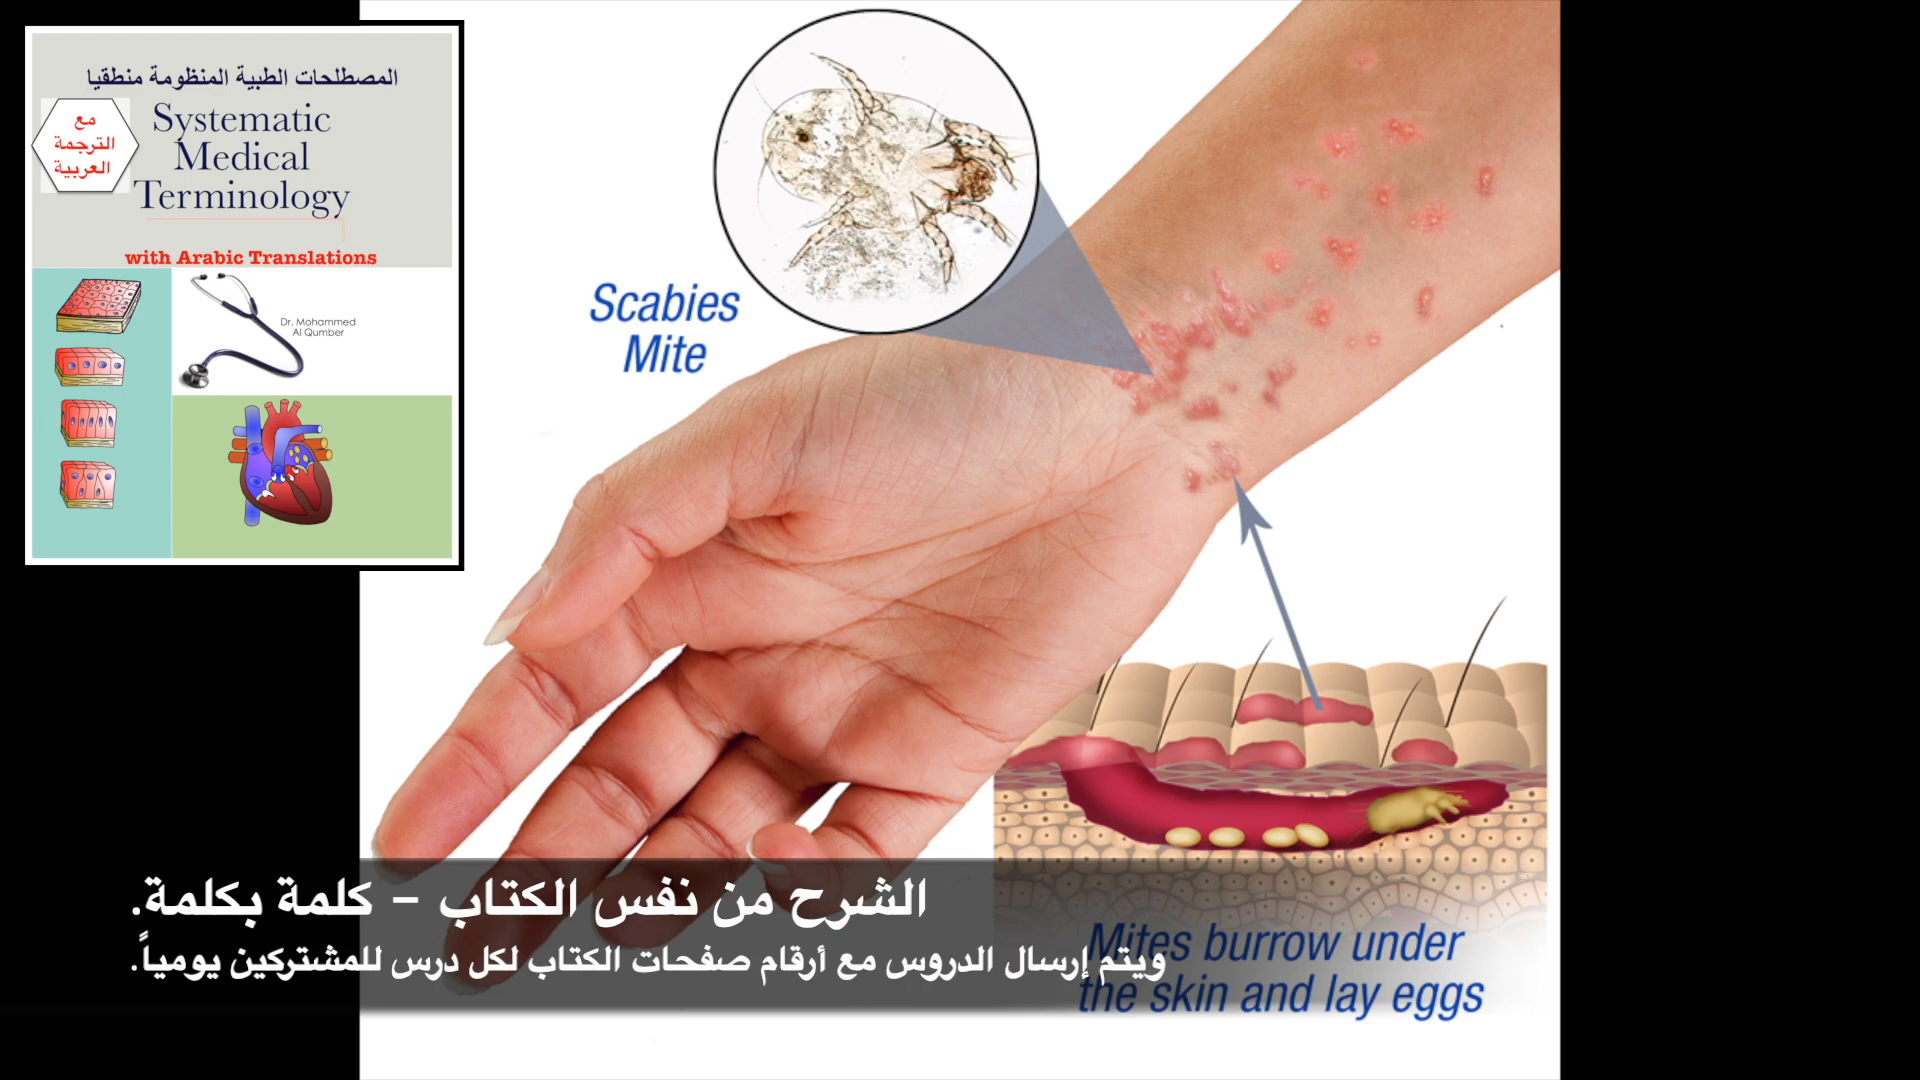 المصطلحات الطبية المنظومة منطقيا
مع
الترجمة
العربية
Systematic
Medical
Terminology
with Arabic Translations
Dr. Mohammed
Al Qumber
Scabies
Mite
الشرح من نفس الكتاب – كلمة بكلمة.
ويتم إرسال الدروس مع أرقام صفحات الكتاب لكل درس للمشتركين يومياً.
Mites burrow under
the skin and lay eggs